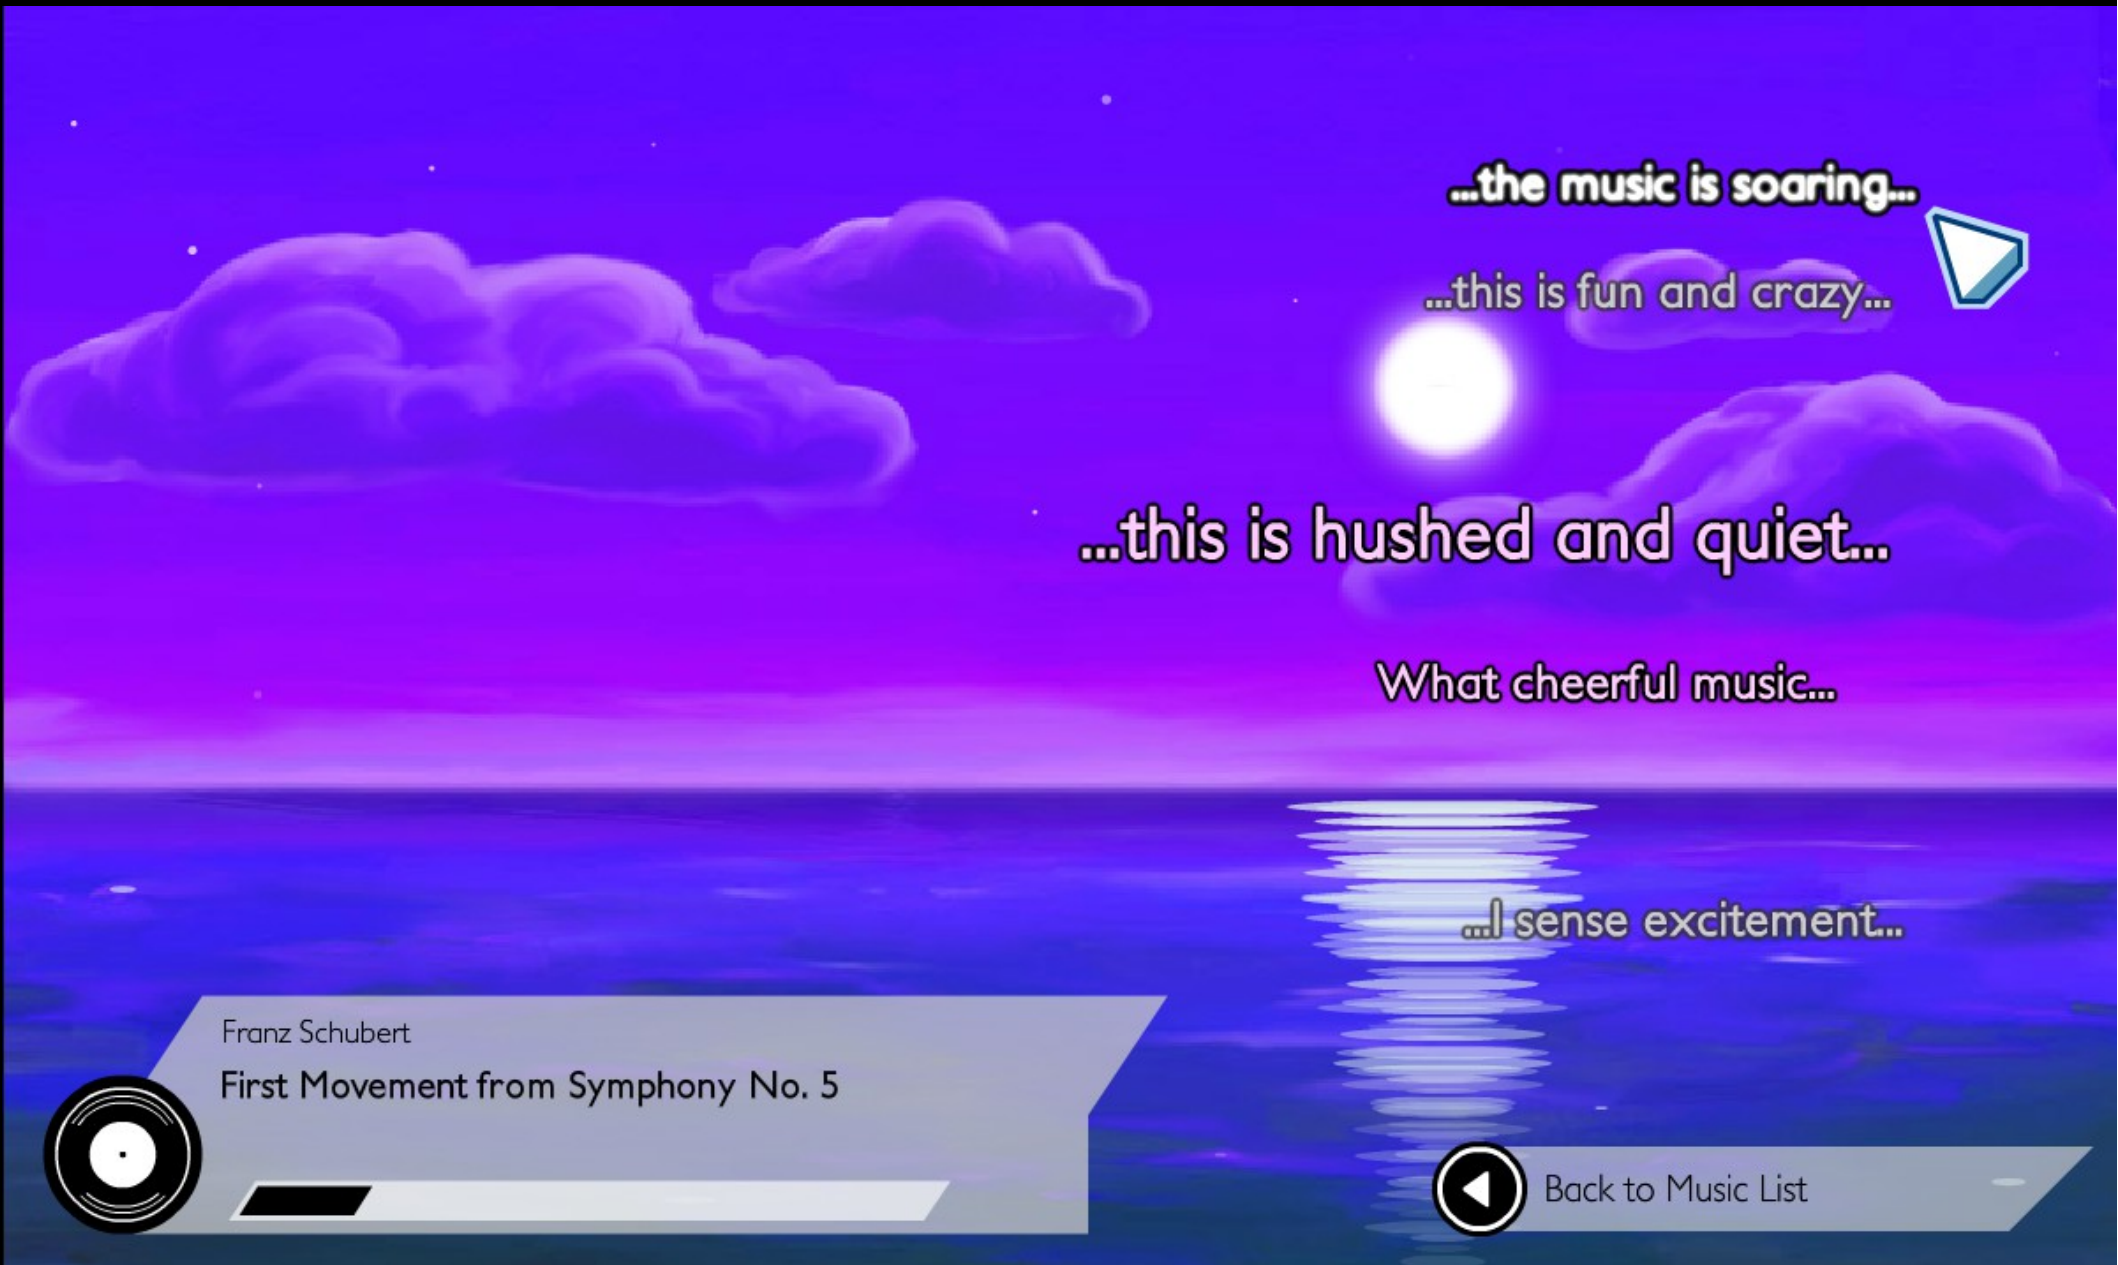 ...the music is soaring...
...this is fun and crazy...
...this is hushed and quiet...
What cheerful music...
...I sense excitement...
Franz Schubert
First Movement from Symphony No. 5
Back to Music List